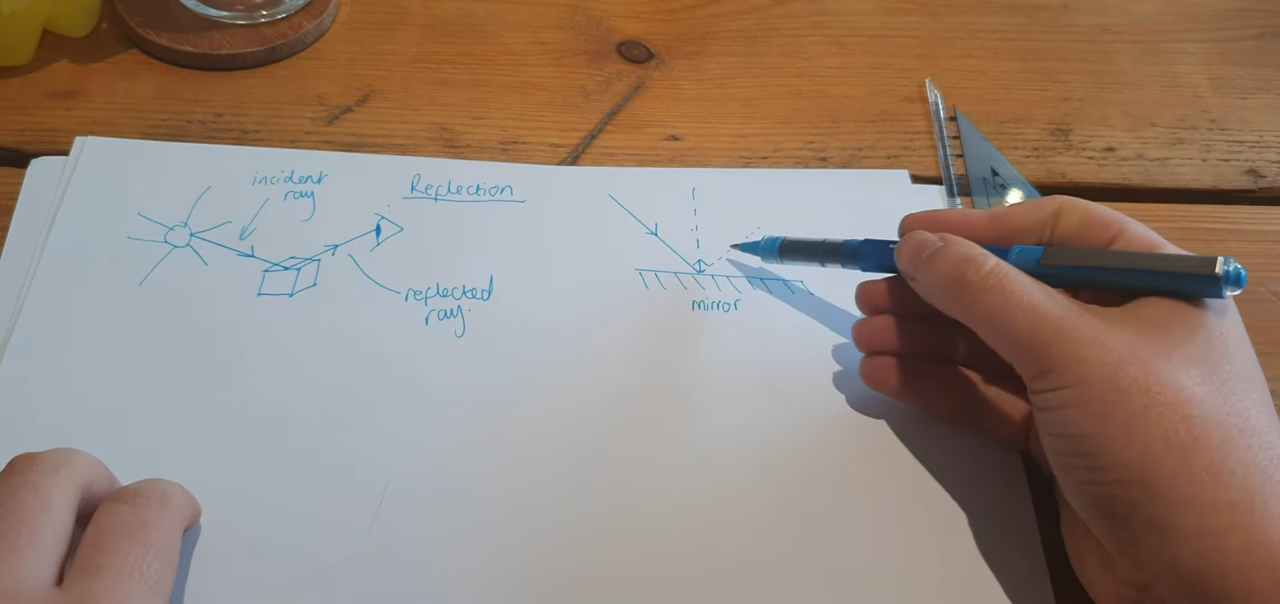 Reflection
incident
ray
reflected
ray.
mirror